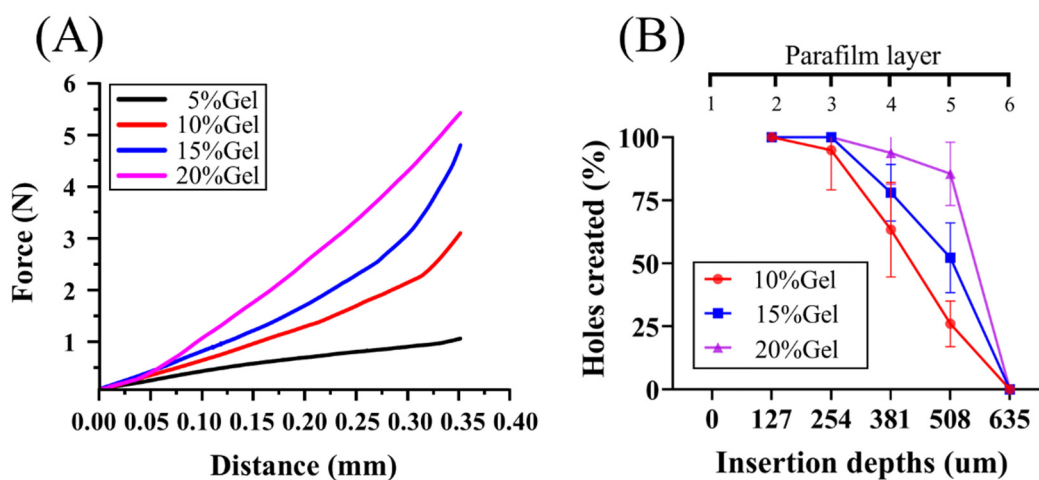 (A)
6
5
4
3
2
1
Force (N)
5%Gel
10%Gel
15%Gel
20%Gel
0.00 0.05 0.10 0.15 0.20 0.25 0.30 0.35 0.40
Distance (mm)
(B)
Parafilm layer
1 2 3 4 5 6
100
75
50
25
0
Holes created (%)
10%Gel
15%Gel
20%Gel
0 127 254 381 508 635
Insertion depths (um)